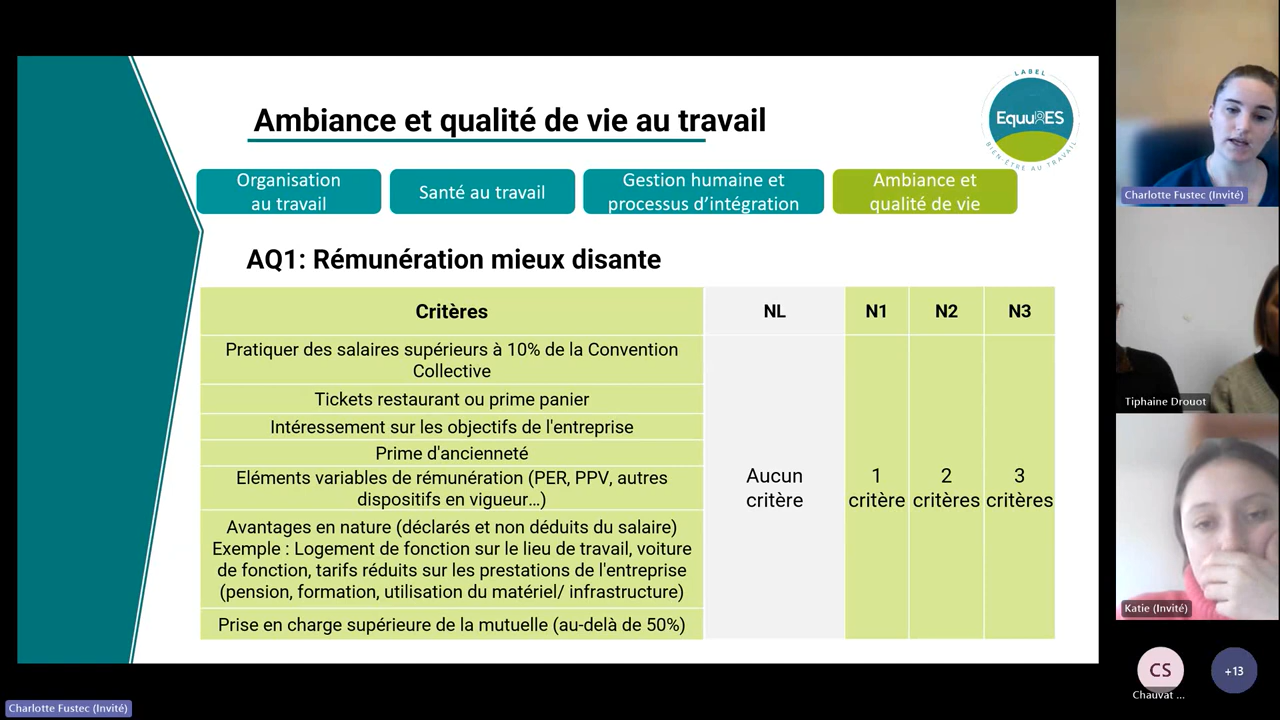 Ambiance et qualité de vie au travail
LABEL
EquuRES
BIEN-ÊTRE AU TRAVAIL
Organisation
au travail
Santé au travail
Gestion humaine et
processus d'intégration
Ambiance et
qualité de vie
AQ1: Rémunération mieux disante
Critères
NL
N1
N2
N3
Pratiquer des salaires supérieurs à 10% de la Convention
Collective
Tickets restaurant ou prime panier
Intéressement sur les objectifs de l'entreprise
Prime d'ancienneté
Eléments variables de rémunération (PER, PPV, autres
dispositifs en vigueur…)
Avantages en nature (déclarés et non déduits du salaire)
Exemple : Logement de fonction sur le lieu de travail, voiture
de fonction, tarifs réduits sur les prestations de l'entreprise
(pension, formation, utilisation du matériel/ infrastructure)
Prise en charge supérieure de la mutuelle (au-delà de 50%)
Aucun
critère
1
critère
2
critères
3
critères
Charlotte Fustec (Invité)
Tiphaine Drouot
Katie (Invité)
CS
Chauvat ...
+13
Charlotte Fustec (Invité)